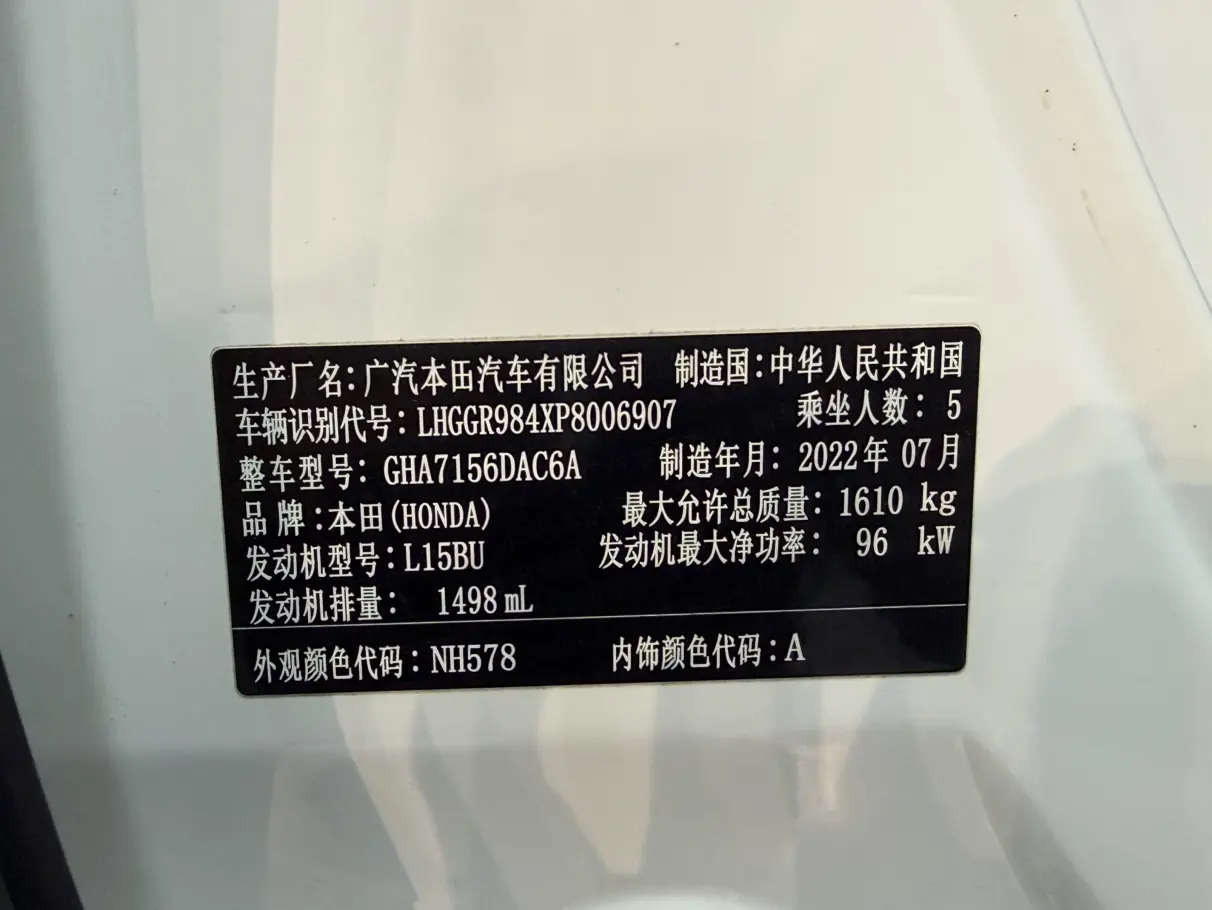 生产厂名：广汽本田汽车有限公司 制造国：中华人民共和国
车辆识别代号：LHGGR984XP8006907 乘坐人数：5
整车型号：GHA7156DAC6A 制造年月：2022年07月
品牌：本田(HONDA) 最大允许总质量：1610 kg
发动机型号：L15BU 发动机最大净功率：96 kW
发动机排量：1498 mL
外观颜色代码：NH578 内饰颜色代码：A